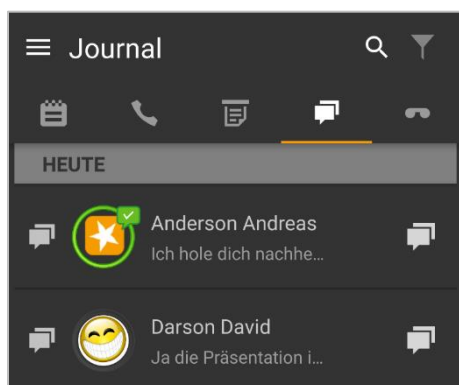 Journal
HEUTE
Anderson Andreas
Ich hole dich nachhe...
Darson David
Ja die Präsentation i...